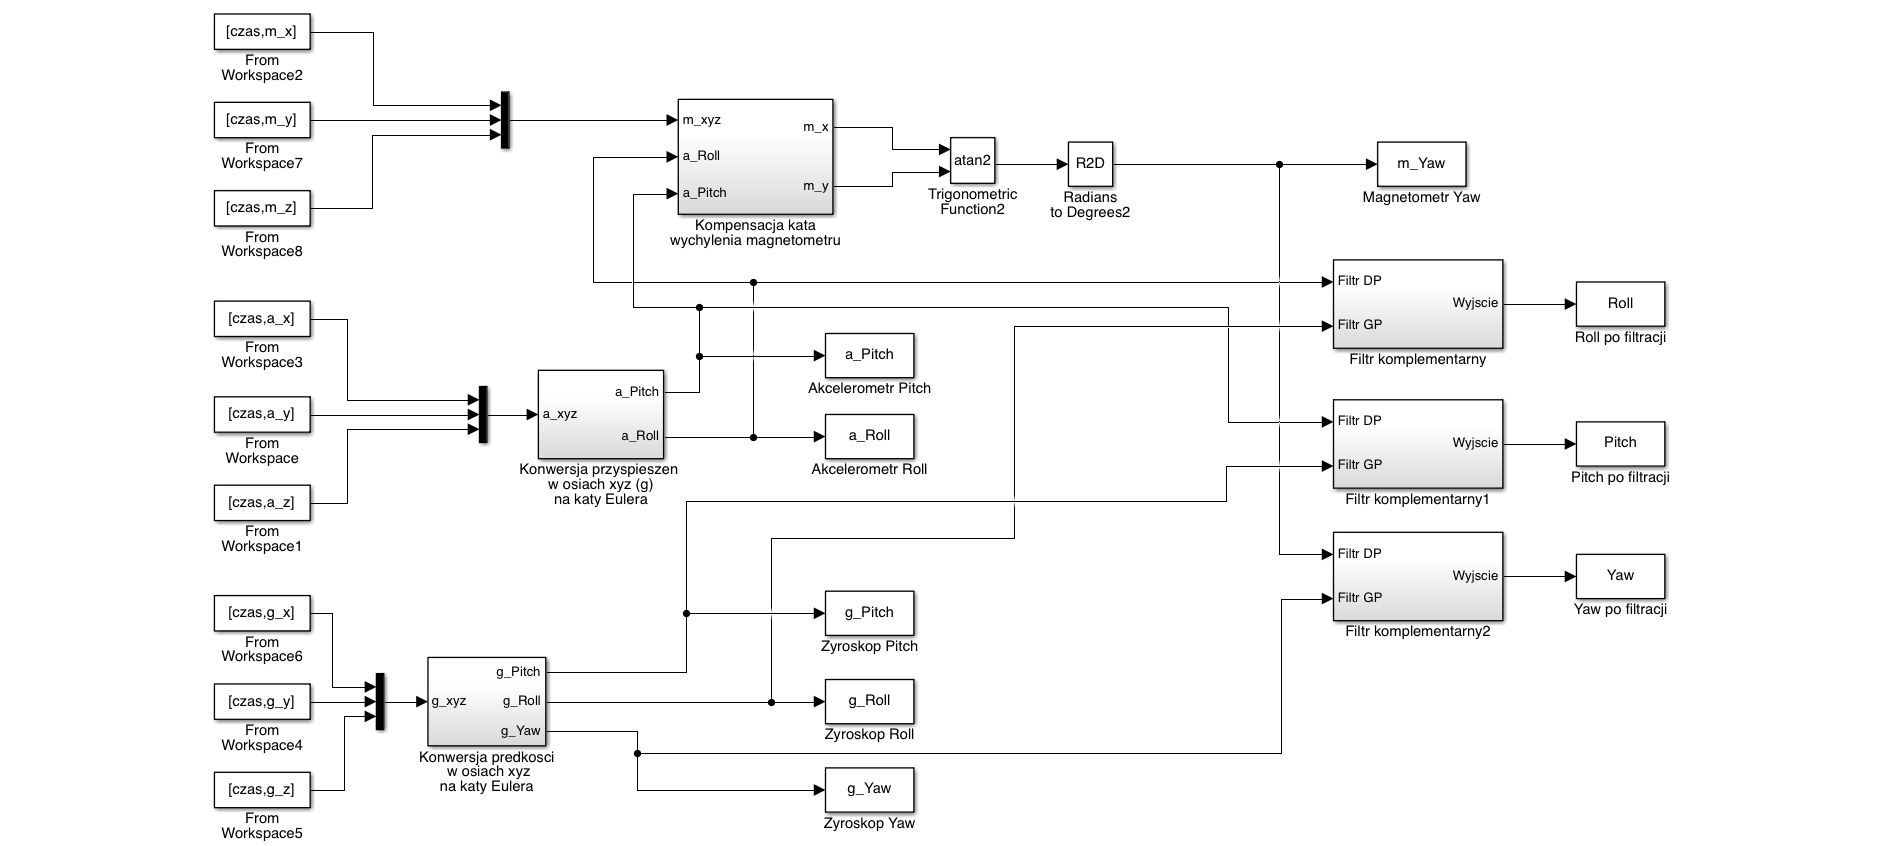 [czas,m_x]
From
Workspace2
[czas,m_y]
From
Workspace7
[czas,m_z]
From
Workspace8
m_xyz
a_Roll
a_Pitch
m_x
m_y
Kompensacja kata
wychylenia magnetometru
atan2
Trigonometric
Function2
R2D
Radians
to Degrees2
m_Yaw
Magnetometr Yaw
[czas,a_x]
From
Workspace3
[czas,a_y]
From
Workspace
[czas,a_z]
From
Workspace1
a_xyz
a_Pitch
a_Roll
Konwersja przyspieszen
w osiach xyz (g)
na katy Eulera
a_Pitch
Akcelerometr Pitch
a_Roll
Akcelerometr Roll
Filtr DP
Filtr GP
Wyjscie
Filtr komplementarny
Roll
Roll po filtracji
Filtr DP
Filtr GP
Wyjscie
Filtr komplementarny1
Pitch
Pitch po filtracji
Filtr DP
Filtr GP
Wyjscie
Filtr komplementarny2
Yaw
Yaw po filtracji
[czas,g_x]
From
Workspace6
[czas,g_y]
From
Workspace4
[czas,g_z]
From
Workspace5
g_xyz
g_Pitch
g_Roll
g_Yaw
Konwersja predkosci
w osiach xyz
na katy Eulera
g_Pitch
Zyroskop Pitch
g_Roll
Zyroskop Roll
g_Yaw
Zyroskop Yaw